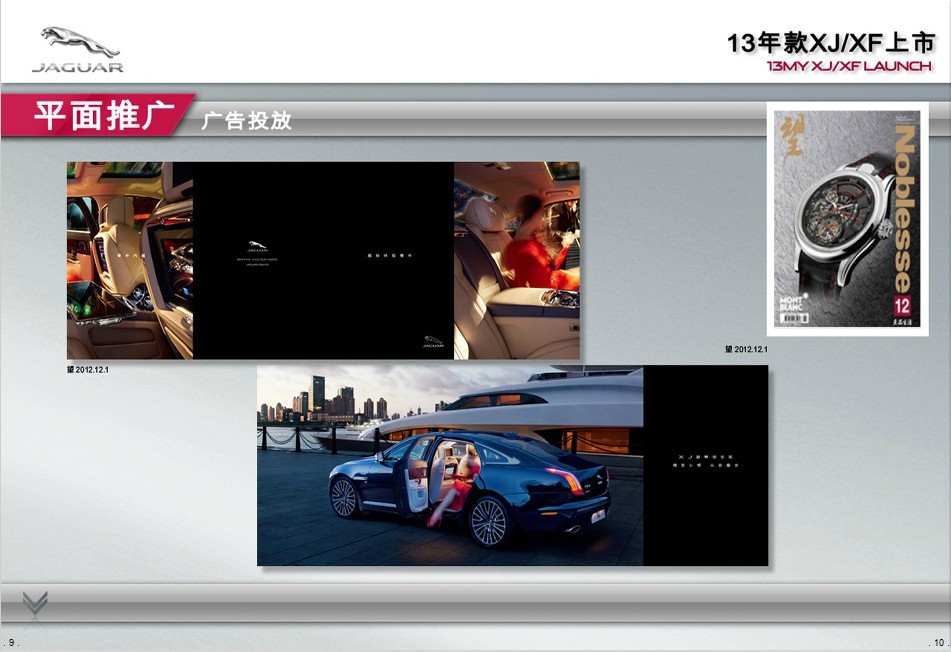 JAGUAR
13年款XJ/XF上市
13MY XJ/XF LAUNCH
平面推广
广告投放
望
Noblesse
12
MONT
BLANC
望 2012.12.1
望 2012.12.1
. 9 .
. 10 .